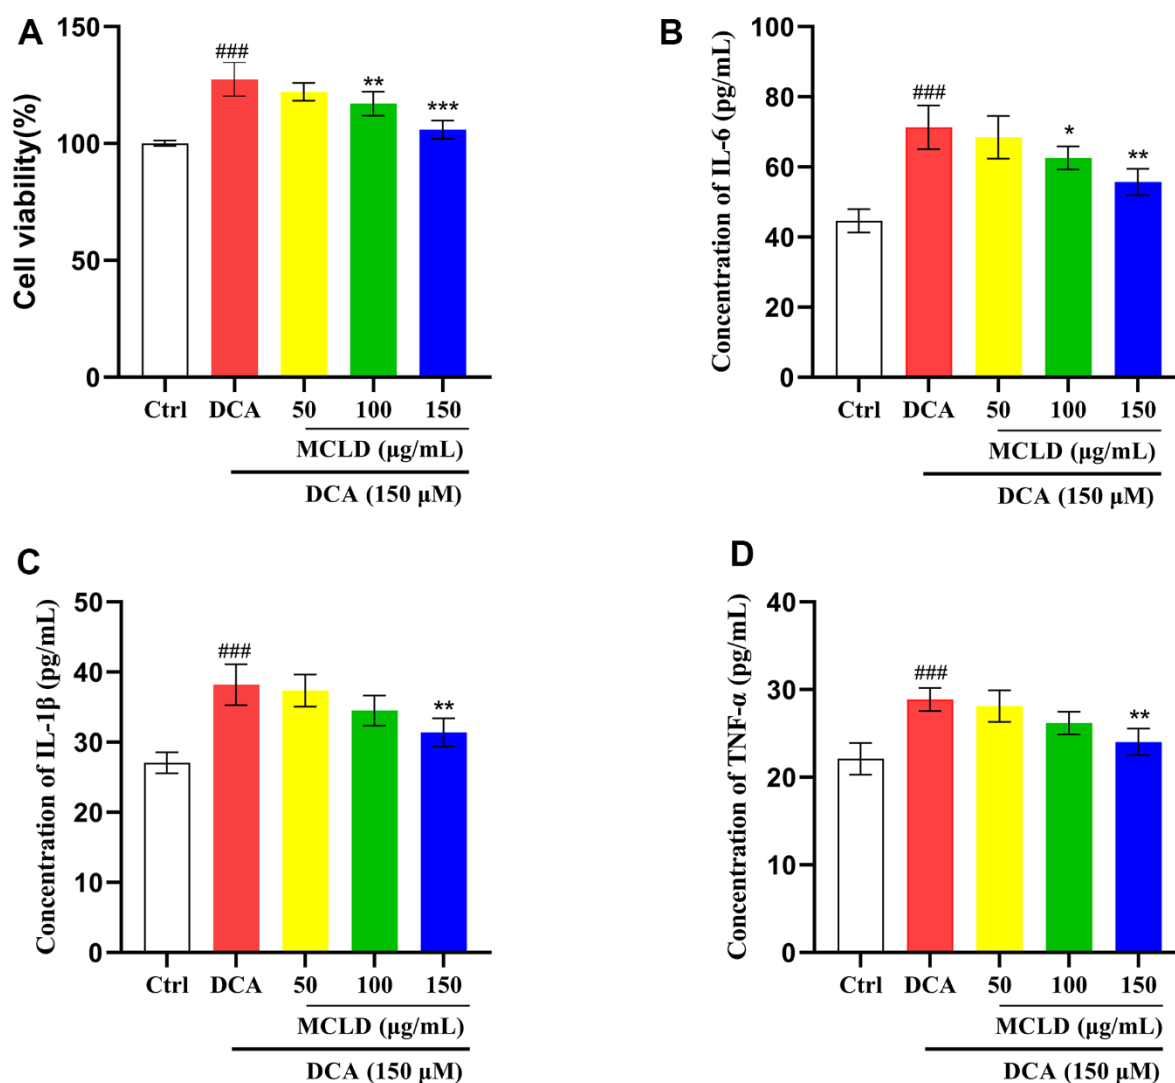 A
Cell viability(%)
150
100
50
0
###
**
***
Ctrl DCA 50 100 150
MCLD (μg/mL)
DCA (150 μM)
B
Concentration of IL-6 (pg/mL)
100
80
60
40
20
0
###
*
**
Ctrl DCA 50 100 150
MCLD (μg/mL)
DCA (150 μM)
C
Concentration of IL-1β (pg/mL)
50
40
30
20
10
0
###
**
Ctrl DCA 50 100 150
MCLD (μg/mL)
DCA (150 μM)
D
Concentration of TNF-α (pg/mL)
40
30
20
10
0
###
**
Ctrl DCA 50 100 150
MCLD (μg/mL)
DCA (150 μM)